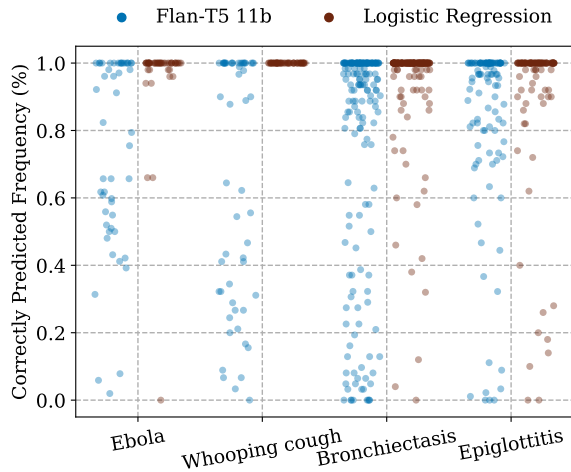 Flan-T5 11b Logistic Regression
Correctly Predicted Frequency (%)
1.0
0.8
0.6
0.4
0.2
0.0
Ebola
Whooping cough
Bronchiectasis
Epiglottitis